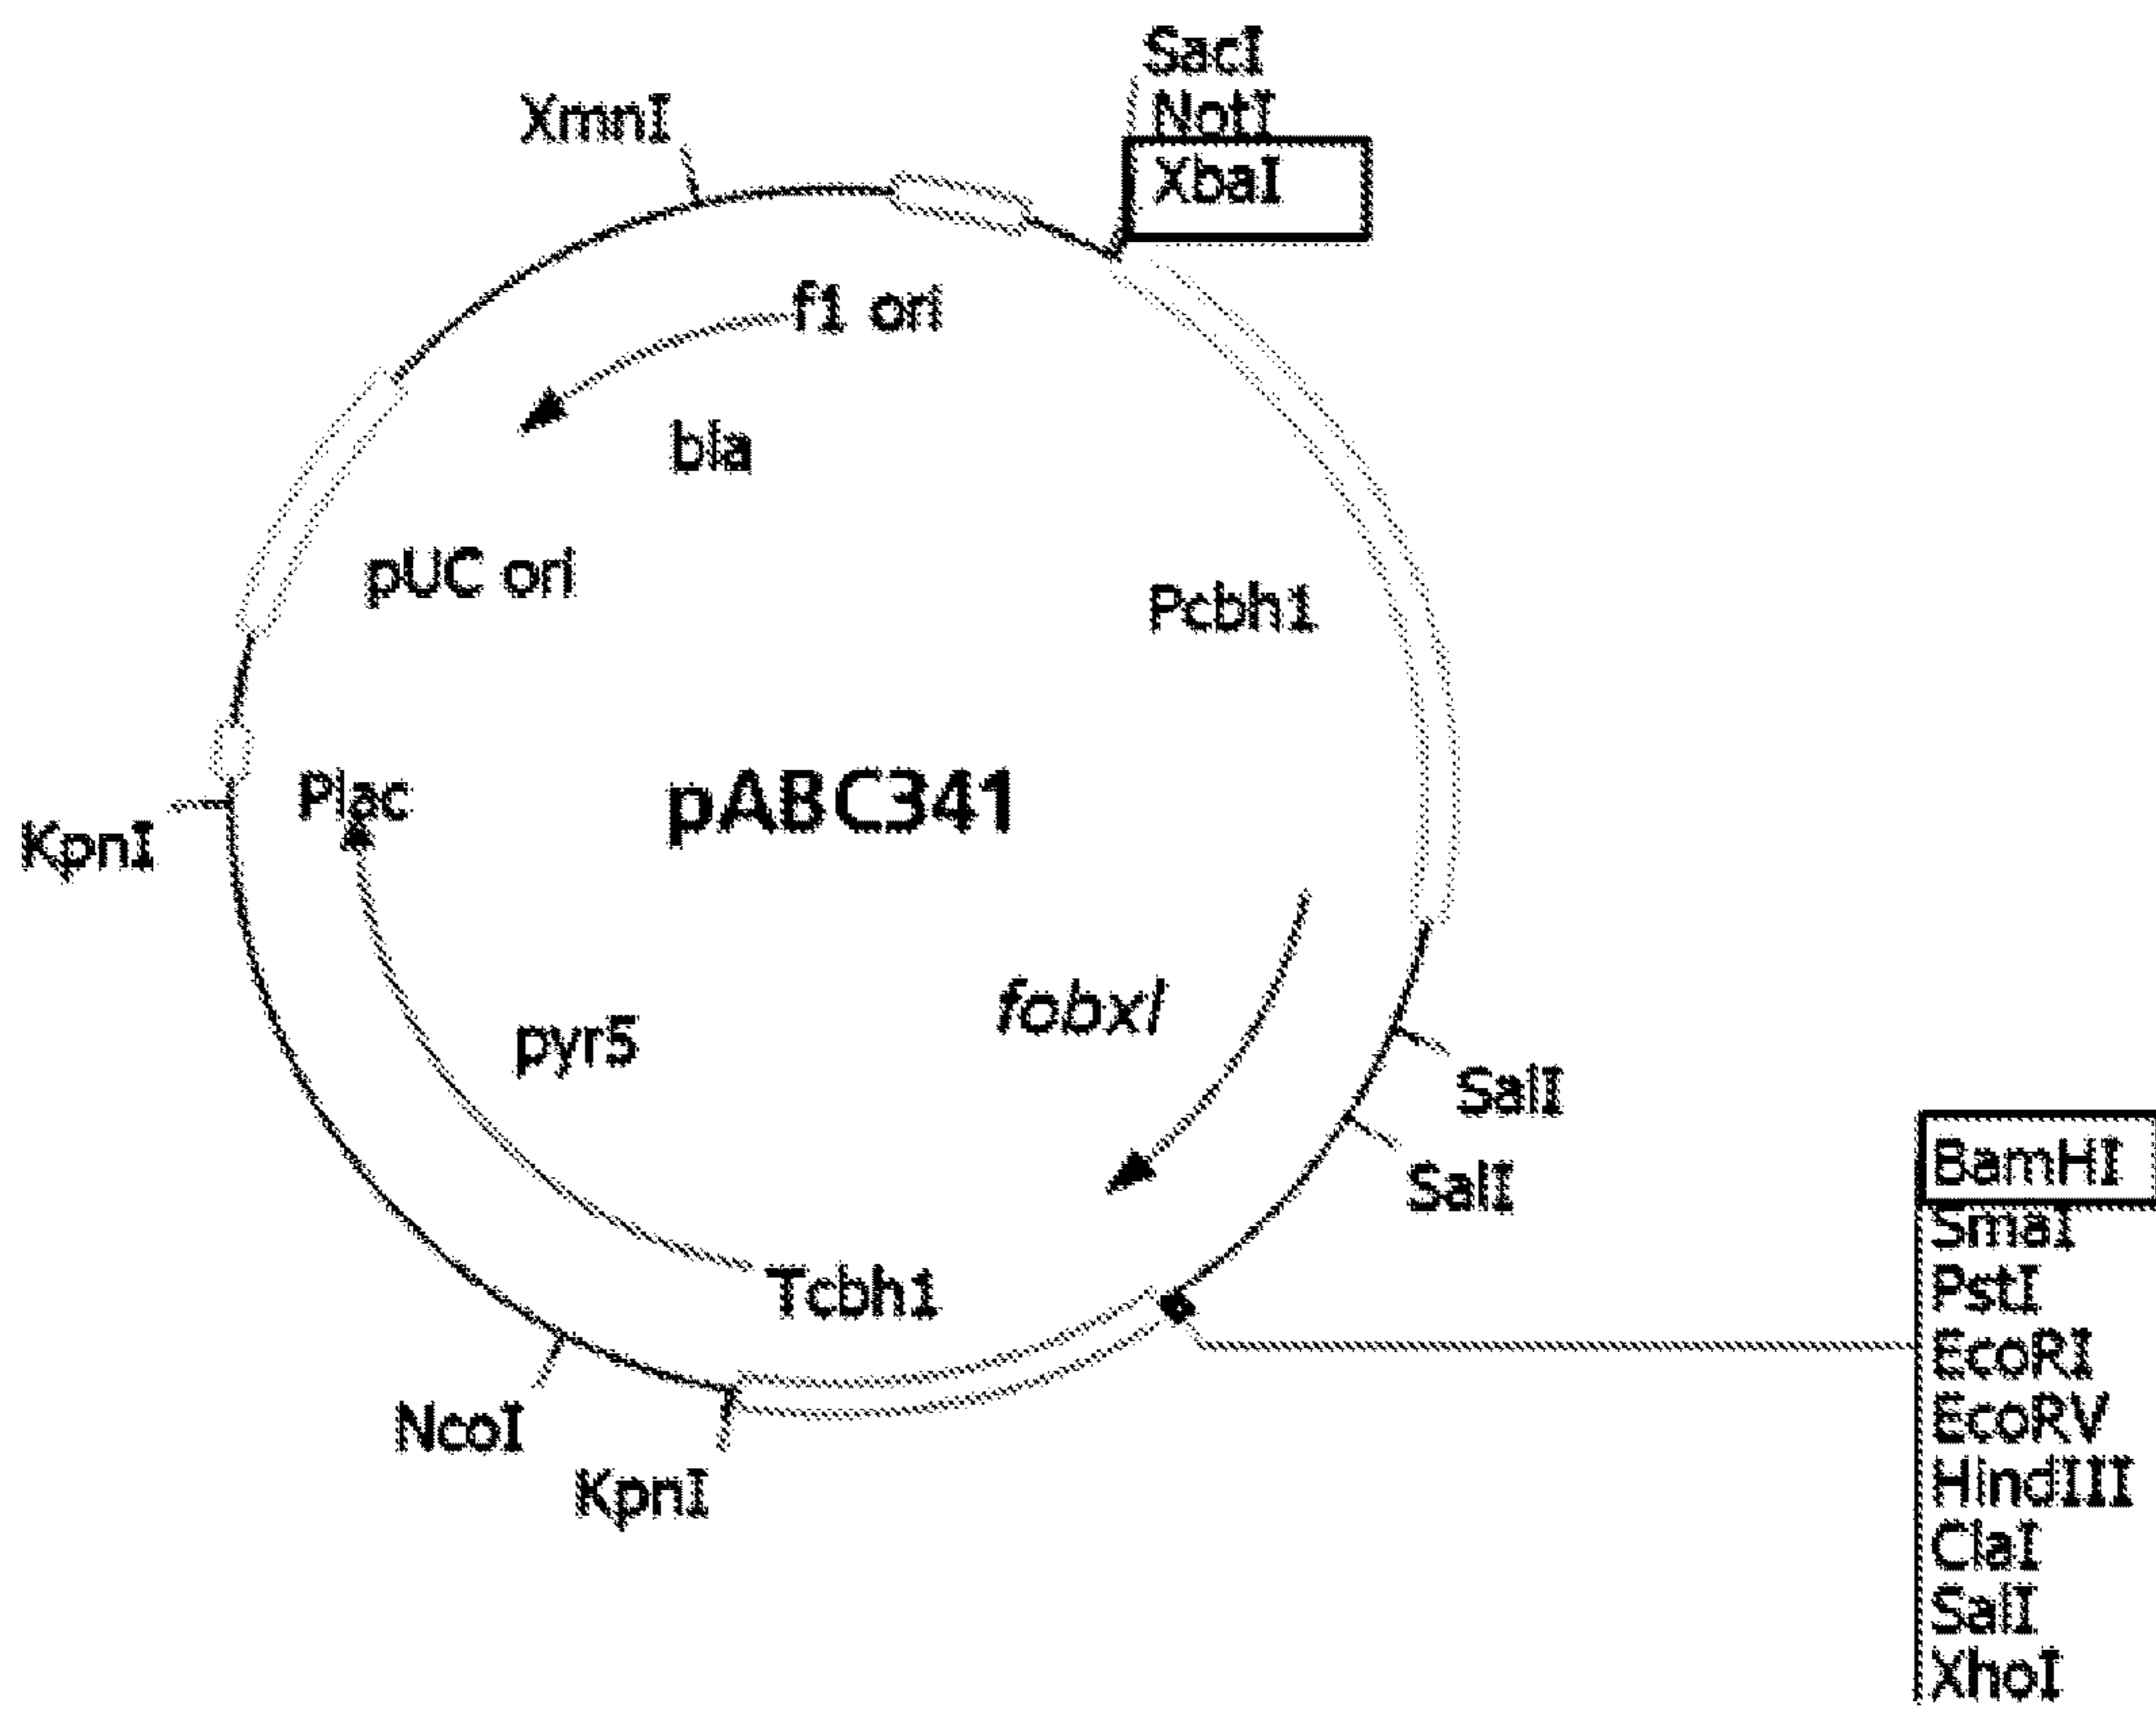 SacI
NotI
XbaI
XmnI
f1 ori
bla
pUC ori
Pcbh1
Plac
pABC341
KpnI
fobxl
pyr5
SalI
SalI
Tcbh1
NcoI
KpnI
BamHI
SmaI
PstI
EcoRI
EcoRV
HindIII
ClaI
SalI
XhoI